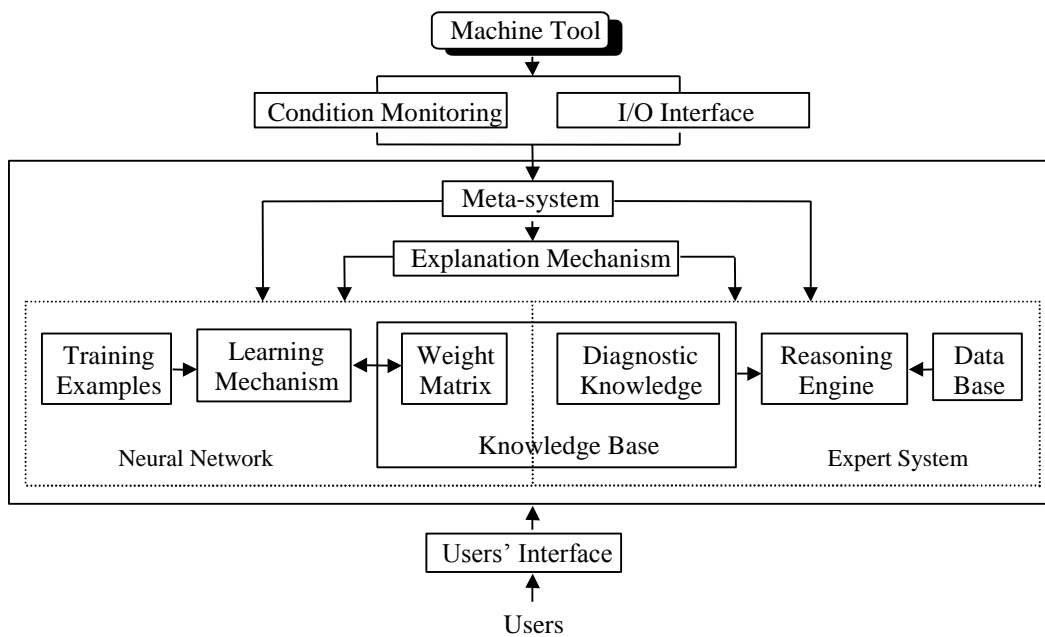 Machine Tool
Condition Monitoring
I/O Interface
Meta-system
Explanation Mechanism
Training
Examples
Learning
Mechanism
Weight
Matrix
Diagnostic
Knowledge
Reasoning
Engine
Data
Base
Neural Network
Knowledge Base
Expert System
Users’ Interface
Users